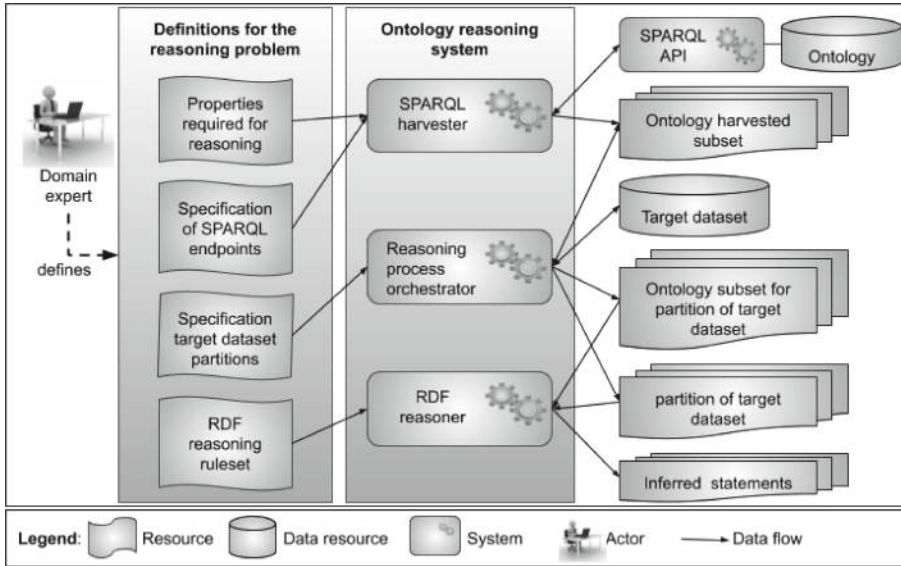 Definitions for the
reasoning problem
Ontology reasoning
system
SPARQL
API
Ontology
Properties
required for
reasoning
SPARQL
harvester
Ontology harvested
subset
Domain
expert
defines
Specification
of SPARQL
endpoints
Target dataset
Reasoning
process
orchestrator
Ontology subset for
partition of target
dataset
Specification
target dataset
partitions
RDF
reasoner
partition of target
dataset
RDF
reasoning
ruleset
Inferred statements
Legend:
Resource
Data resource
System
Actor
Data flow